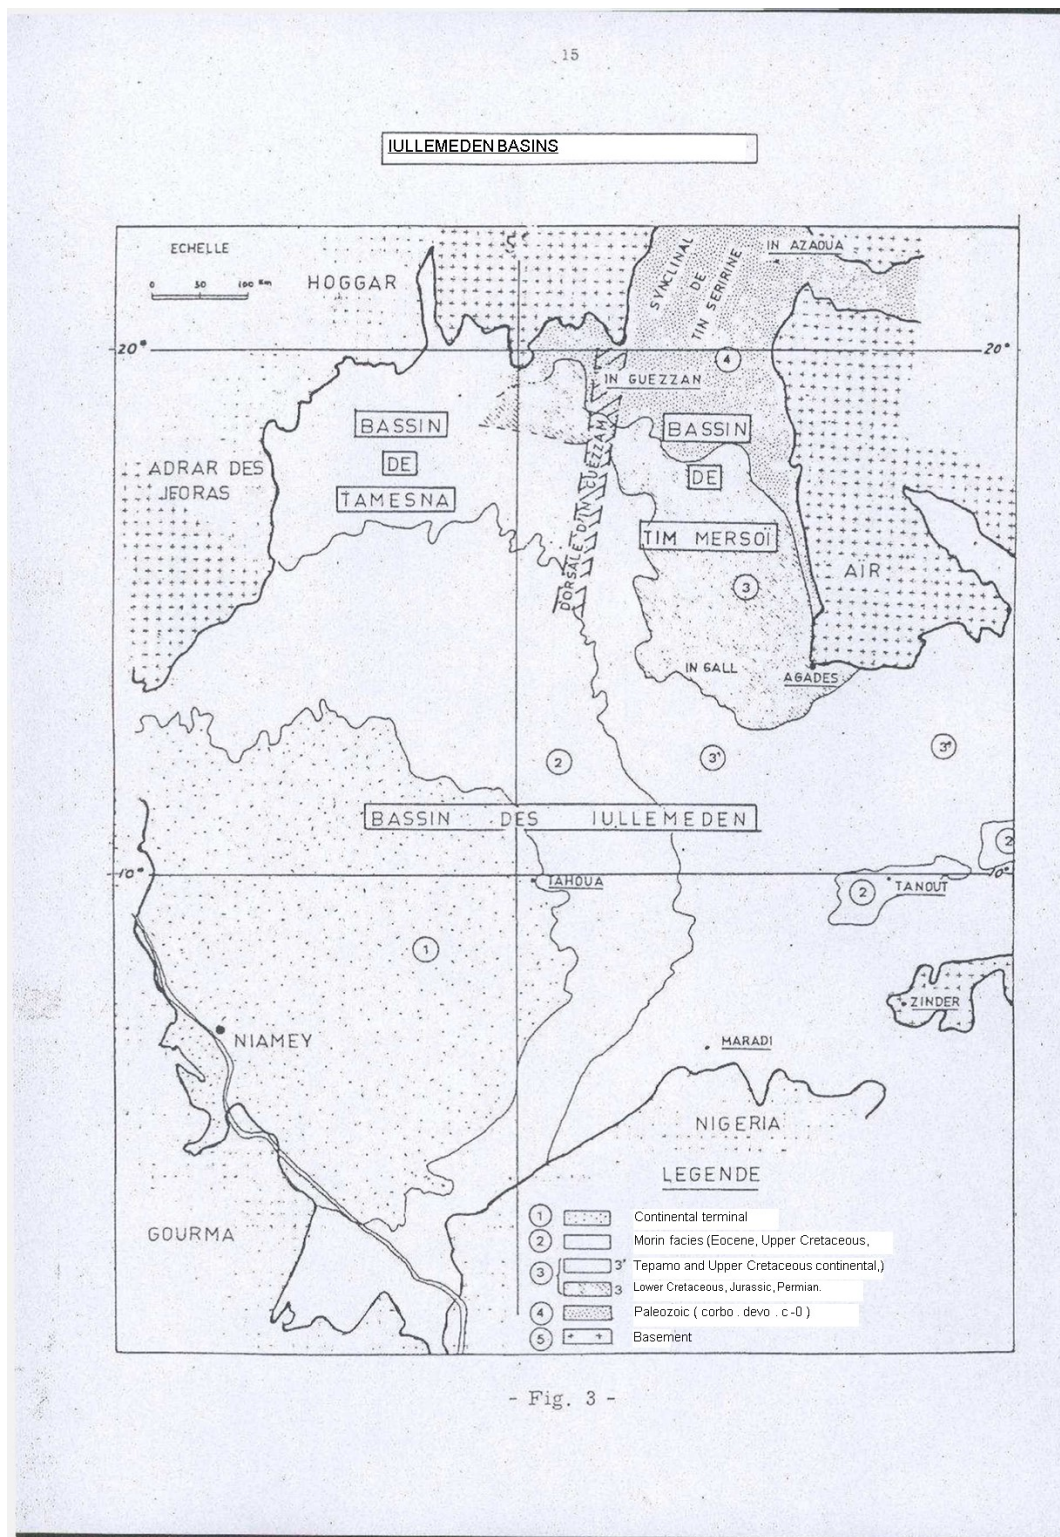 15
IULLEMEDEN BASINS
ECHELLE
0 50 100 Km
HOGGAR
SYNCLINAL
DE
TIN SERIRINE
IN AZAOUA
20°
20°
4
IN GUEZZAN
BASSIN
DE
TAMESNA
BASSIN
DE
TIM MERSOÏ
ADRAR DES
DORSALE D'IN GUEZZAM
AÏR
3
IN GALL
AGADES
2
3'
BASSIN DES IULLEMEDEN
2
10°
TAHOUA
2
TANOUT
1
ZINDER
NIAMEY
MARADI
NIGERIA
GOURMA
LEGENDE
1 Continental terminal
2 Morin facies (Eocene, Upper Cretaceous,
3 3' Tepamo and Upper Cretaceous continental,)
3 Lower Cretaceous, Jurassic, Permian.
4 Paleozoic ( corbo . devo . c-0 )
5 Basement
- Fig. 3 -